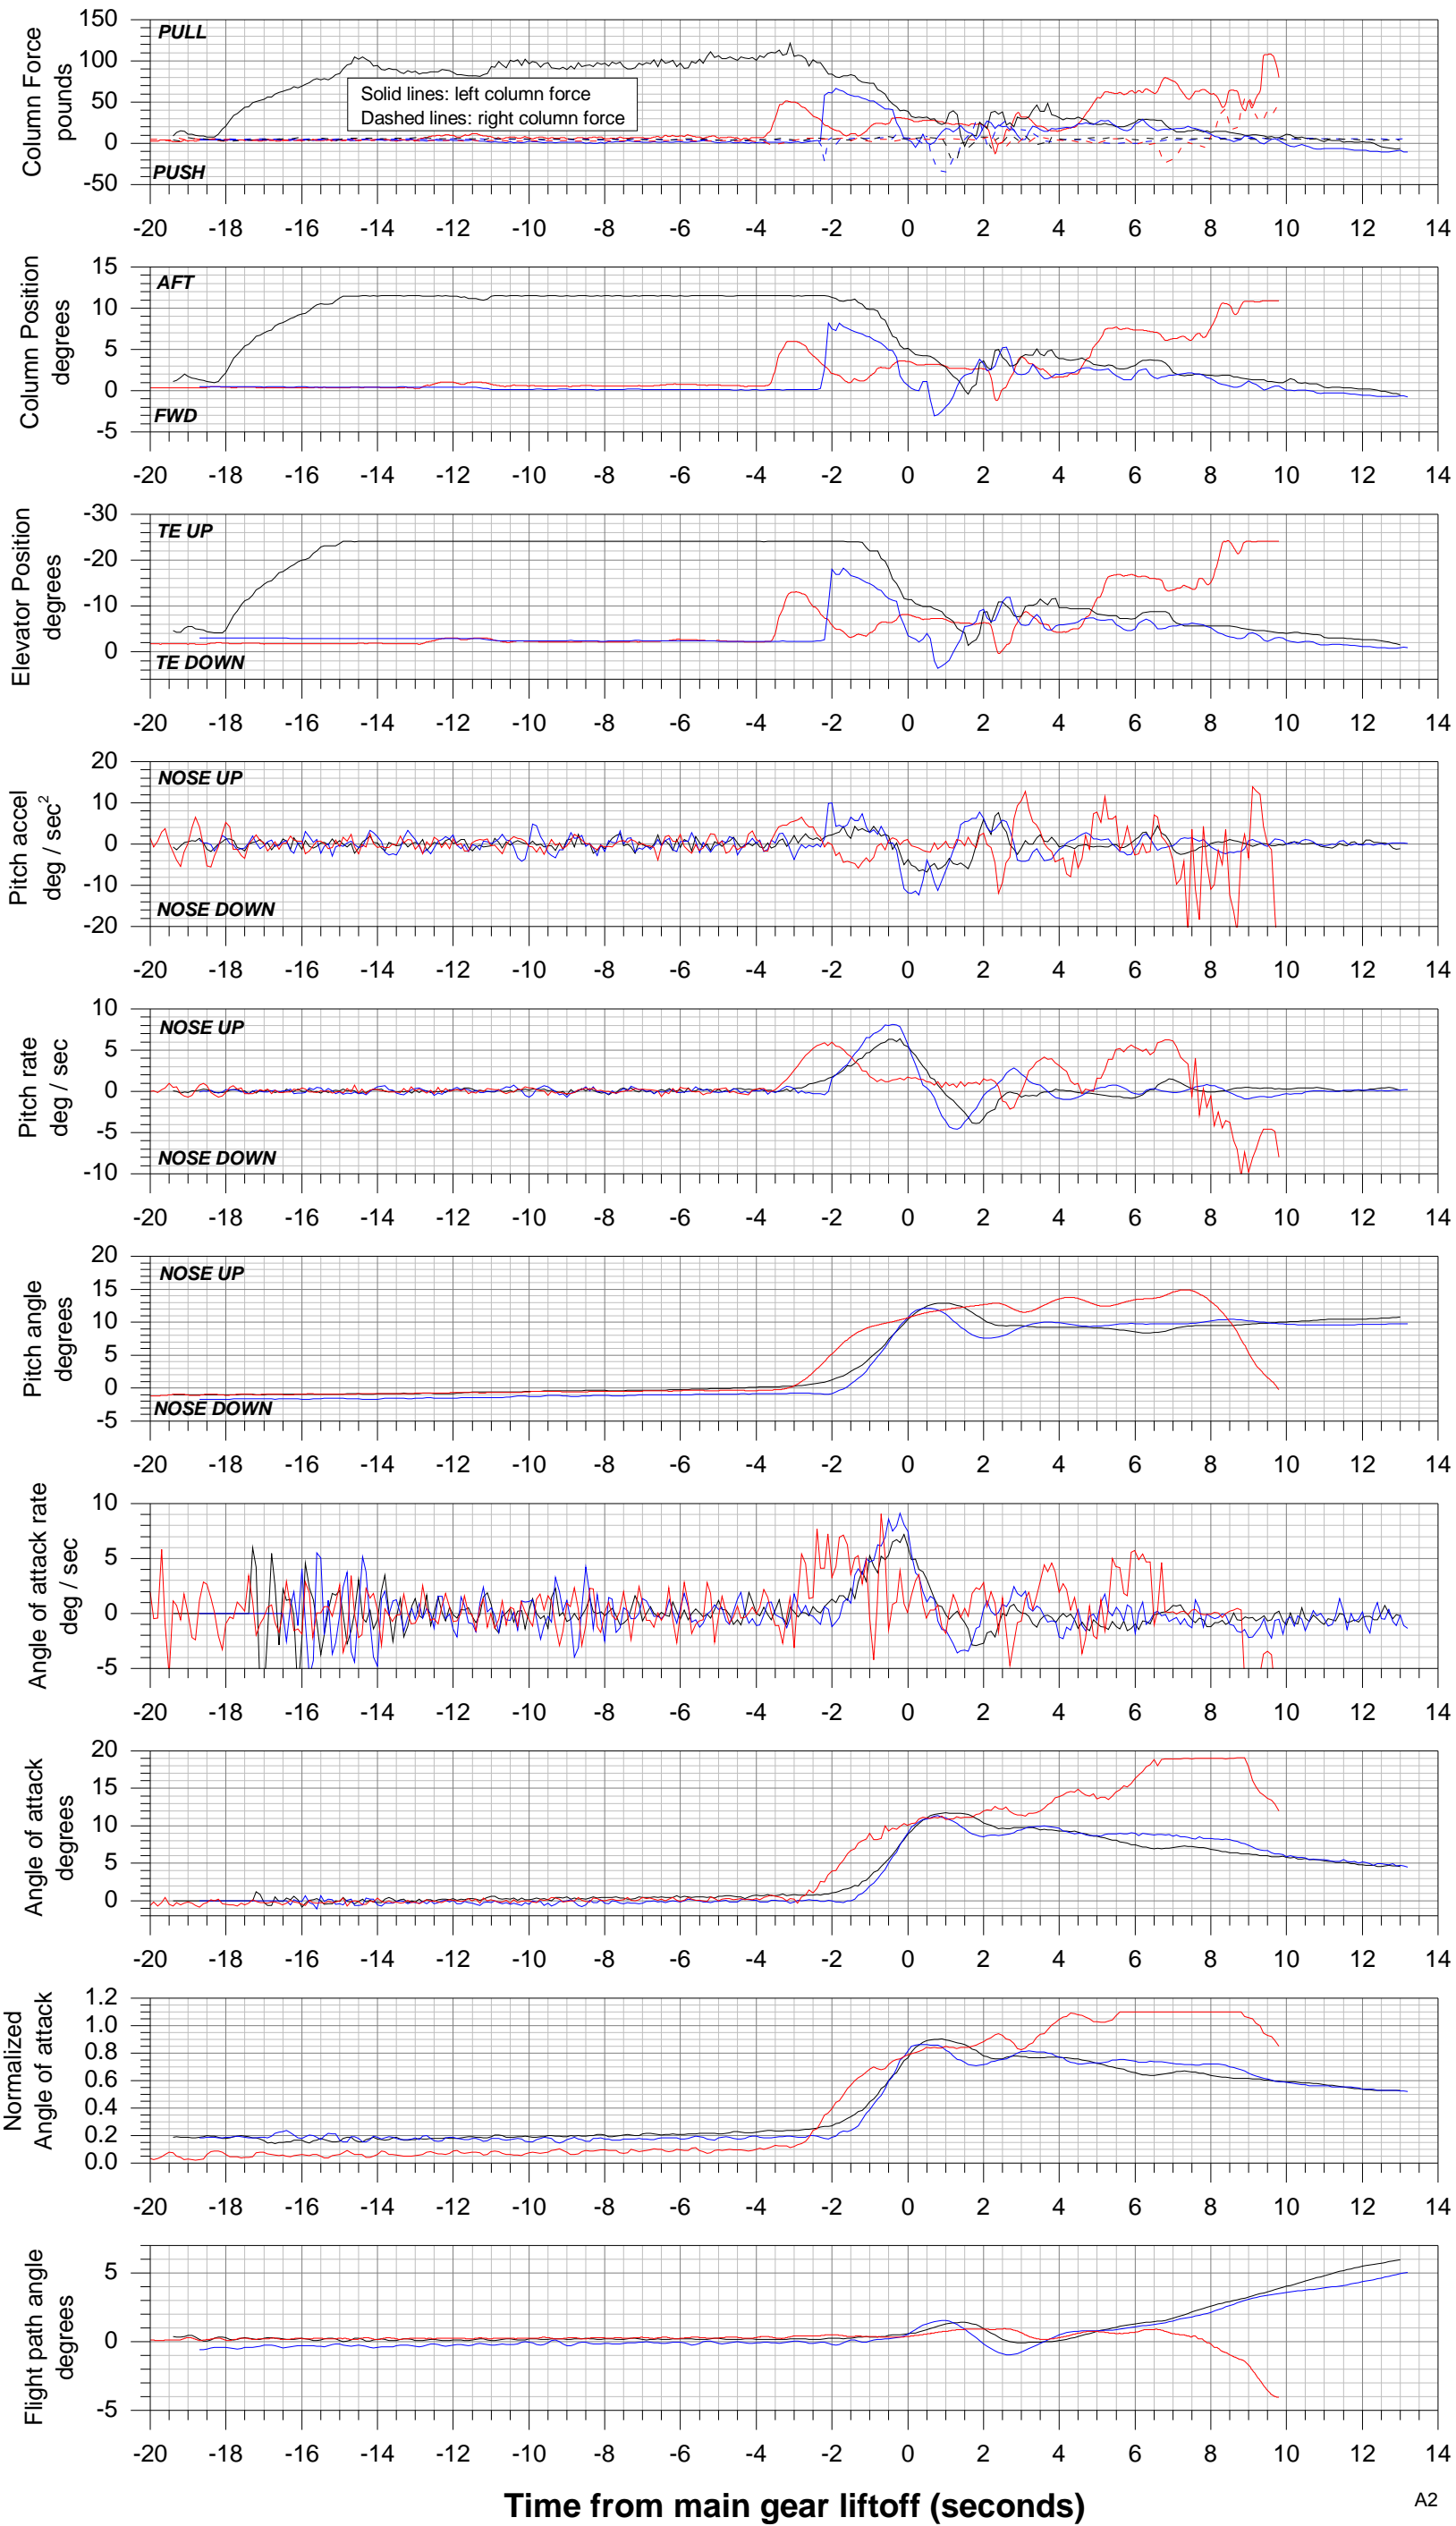 Column Force
pounds
150
100
50
0
-50
PULL
Solid lines: left column force
Dashed lines: right column force
PUSH
-20 -18 -16 -14 -12 -10 -8 -6 -4 -2 0 2 4 6 8 10 12 14
Column Position
degrees
15
10
5
0
-5
AFT
FWD
-20 -18 -16 -14 -12 -10 -8 -6 -4 -2 0 2 4 6 8 10 12 14
Elevator Position
degrees
-30
-20
-10
0
TE UP
TE DOWN
-20 -18 -16 -14 -12 -10 -8 -6 -4 -2 0 2 4 6 8 10 12 14
Pitch accel
deg / sec²
20
10
0
-10
-20
NOSE UP
NOSE DOWN
-20 -18 -16 -14 -12 -10 -8 -6 -4 -2 0 2 4 6 8 10 12 14
Pitch rate
deg / sec
10
5
0
-5
-10
NOSE UP
NOSE DOWN
-20 -18 -16 -14 -12 -10 -8 -6 -4 -2 0 2 4 6 8 10 12 14
Pitch angle
degrees
20
15
10
5
0
-5
NOSE UP
NOSE DOWN
-20 -18 -16 -14 -12 -10 -8 -6 -4 -2 0 2 4 6 8 10 12 14
Angle of attack rate
deg / sec
10
5
0
-5
-20 -18 -16 -14 -12 -10 -8 -6 -4 -2 0 2 4 6 8 10 12 14
Angle of attack
degrees
20
15
10
5
0
-20 -18 -16 -14 -12 -10 -8 -6 -4 -2 0 2 4 6 8 10 12 14
Normalized
Angle of attack
1.2
1.0
0.8
0.6
0.4
0.2
0.0
-20 -18 -16 -14 -12 -10 -8 -6 -4 -2 0 2 4 6 8 10 12 14
Flight path angle
degrees
5
0
-5
-20 -18 -16 -14 -12 -10 -8 -6 -4 -2 0 2 4 6 8 10 12 14
Time from main gear liftoff (seconds)
A2